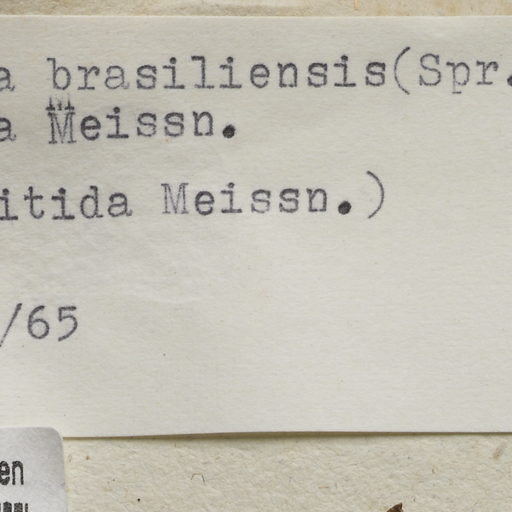 a brasiliensis(Spr.
a Meissn.
itida Meissn.)
/65
en